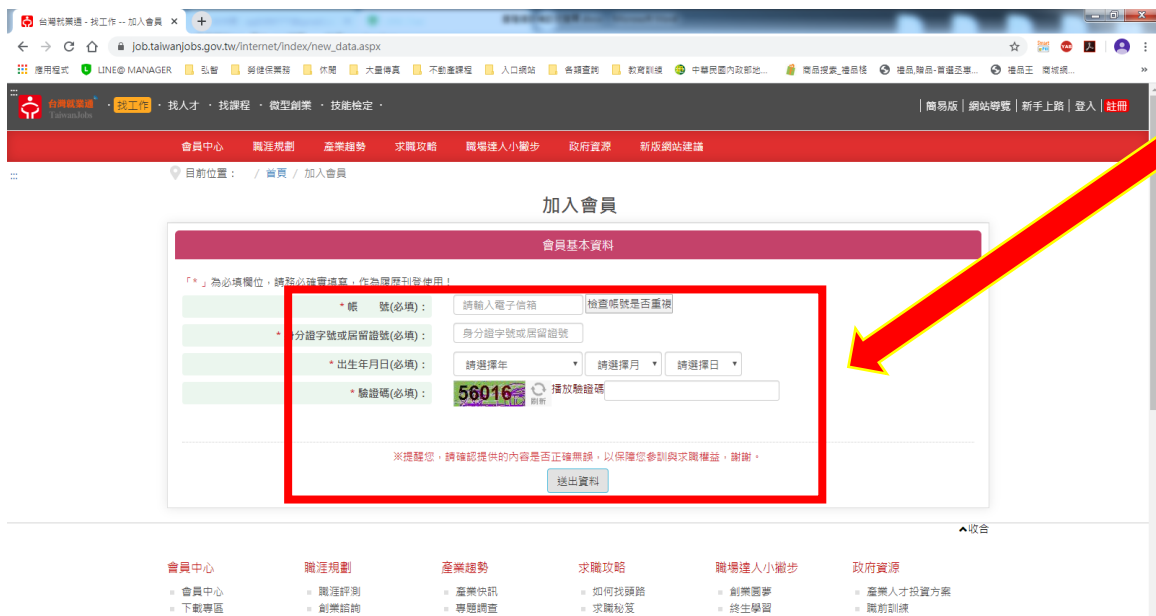 台灣就業通 - 找工作 -- 加入會員
job.taiwanjobs.gov.tw/internet/index/new_data.aspx
應用程式 LINE@ MANAGER 弘智 勞健保業務 休閒 大量傳真 不動產課程 人口網站 各類查詢 教育訓練 中華民國內政部地... 商品搜索_禮品怪 禮品,贈品-首選丞惠... 禮品王 商城網... »
台灣就業通 TaiwanJobs ・找工作・找人才・找課程・微型創業・技能檢定・ | 簡易版 | 網站導覽 | 新手上路 | 登入 | 註冊
會員中心 職涯規劃 產業趨勢 求職攻略 職場達人小撇步 政府資源 新版網站建議
::: 目前位置： / 首頁 / 加入會員
加入會員
會員基本資料
「*」為必填欄位，請務必確實填寫，作為履歷刊登使用！
* 帳 號(必填)： 請輸入電子信箱 檢查帳號是否重複
* 身分證字號或居留證號(必填)： 身分證字號或居留證號
* 出生年月日(必填)： 請選擇年 請選擇月 請選擇日
* 驗證碼(必填)： 56016 刷新 播放驗證碼
※提醒您，請確認提供的內容是否正確無誤，以保障您參訓與求職權益，謝謝。
送出資料
收合
會員中心 職涯規劃 產業趨勢 求職攻略 職場達人小撇步 政府資源
會員中心 職涯評測 產業快訊 如何找頭路 創業圓夢 產業人才投資方案
下載專區 創業諮詢 專題調查 求職秘笈 終生學習 職前訓練